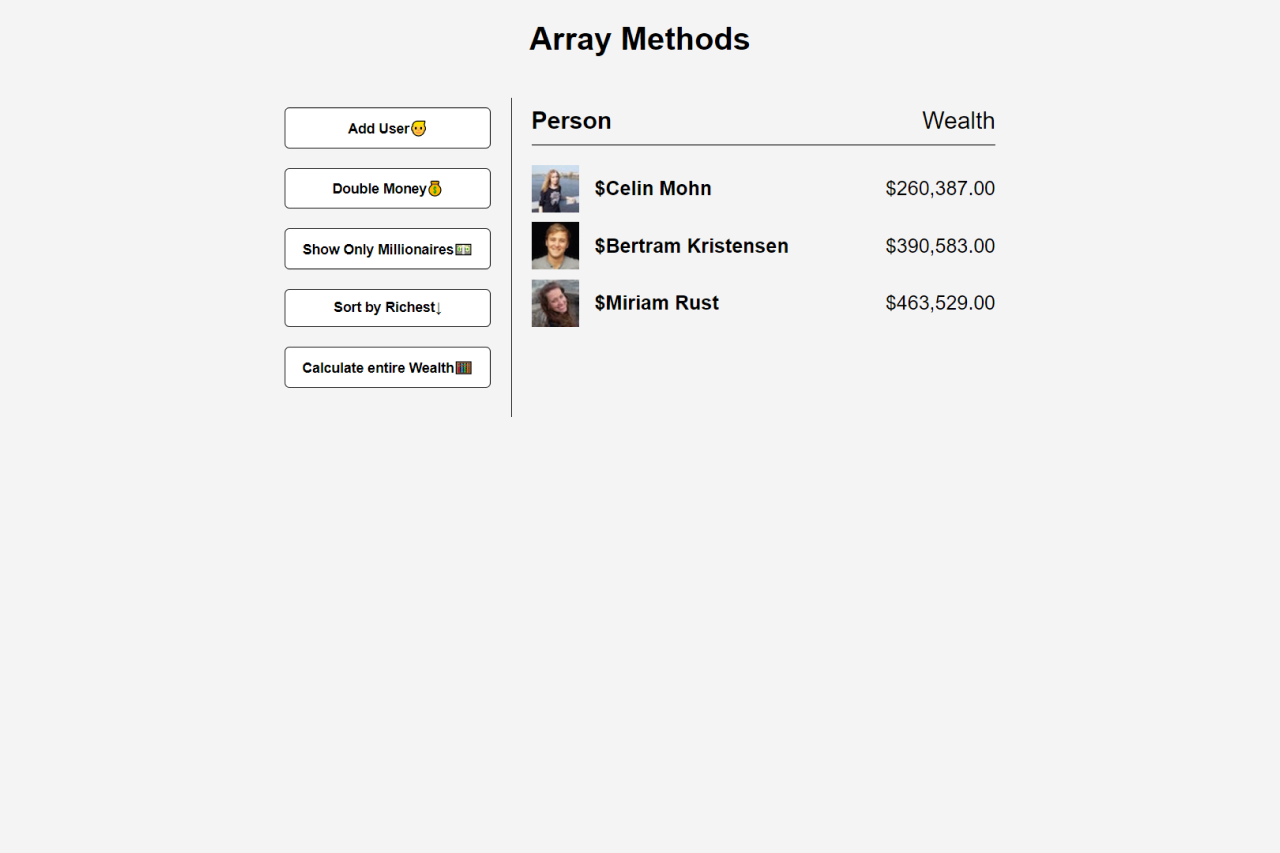 Array Methods
Add User👱
Double Money💰
Show Only Millionaires💵
Sort by Richest↓
Calculate entire Wealth🧮
Person Wealth
$Celin Mohn $260,387.00
$Bertram Kristensen $390,583.00
$Miriam Rust $463,529.00